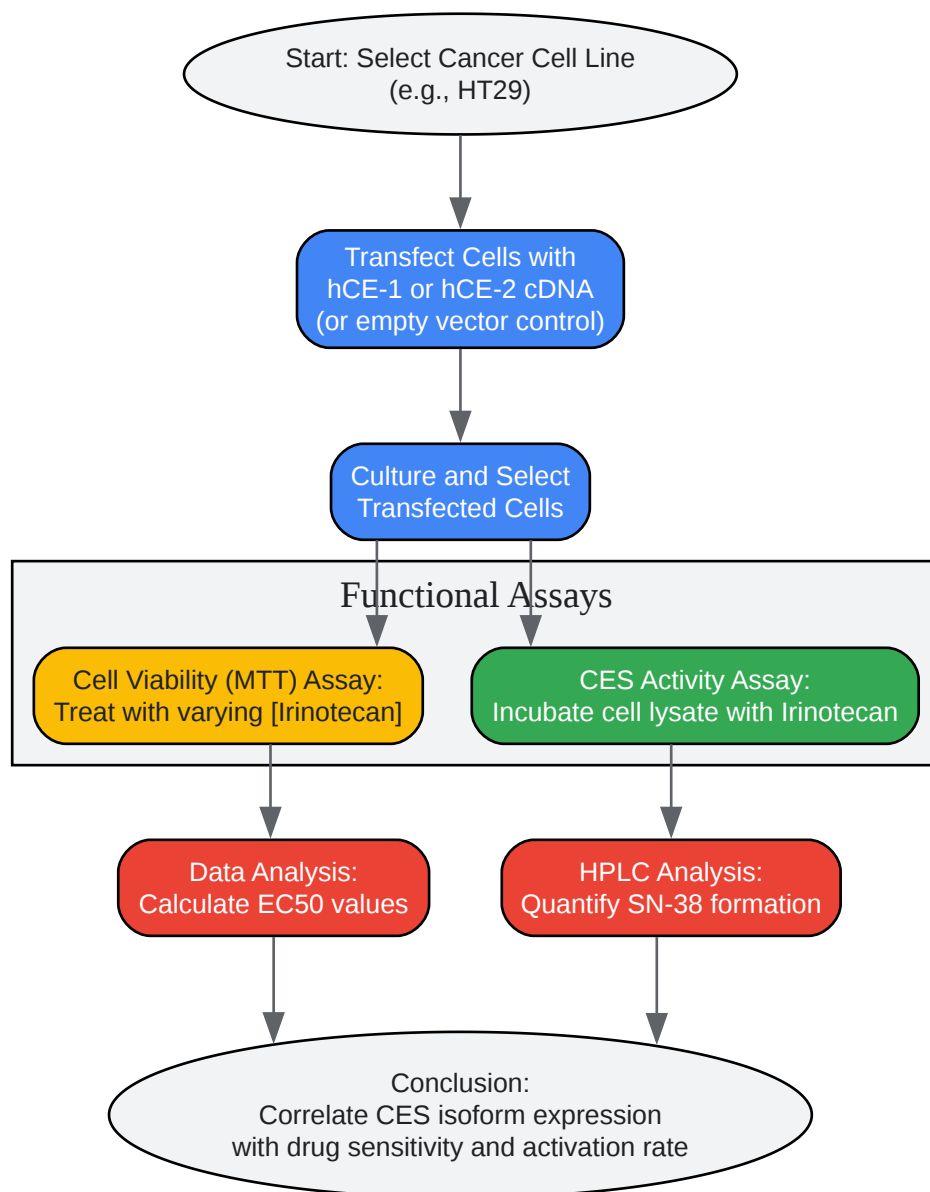 Start: Select Cancer Cell Line
(e.g., HT29)
Transfect Cells with
hCE-1 or hCE-2 cDNA
(or empty vector control)
Culture and Select
Transfected Cells
Functional Assays
Cell Viability (MTT) Assay:
Treat with varying [Irinotecan]
CES Activity Assay:
Incubate cell lysate with Irinotecan
Data Analysis:
Calculate EC50 values
HPLC Analysis:
Quantify SN-38 formation
Conclusion:
Correlate CES isoform expression
with drug sensitivity and activation rate